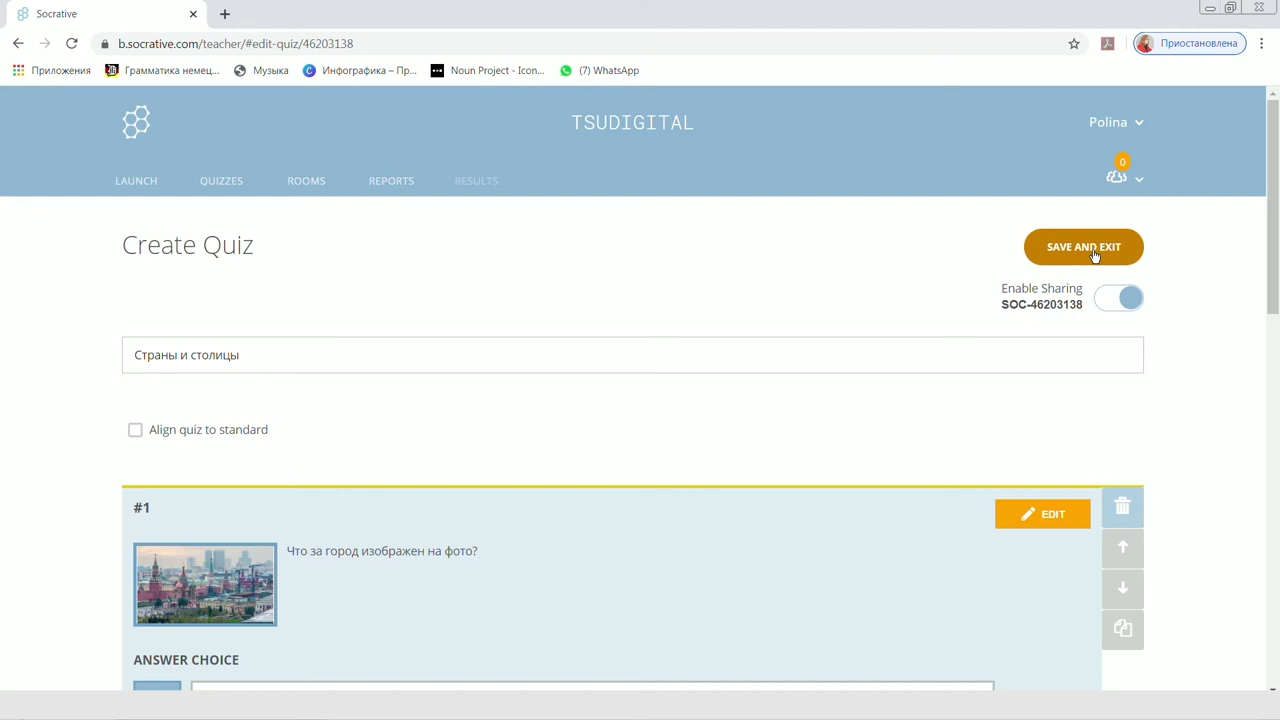 Socrative
b.socrative.com/teacher/#edit-quiz/46203138
Приостановлена
Приложения
Грамматика немец...
Музыка
Инфографика – Пр...
Noun Project - Icon...
(7) WhatsApp
TSUDIGITAL
Polina
LAUNCH
QUIZZES
ROOMS
REPORTS
RESULTS
0
Create Quiz
SAVE AND EXIT
Enable Sharing
SOC-46203138
Страны и столицы
Align quiz to standard
#1
EDIT
Что за город изображен на фото?
ANSWER CHOICE